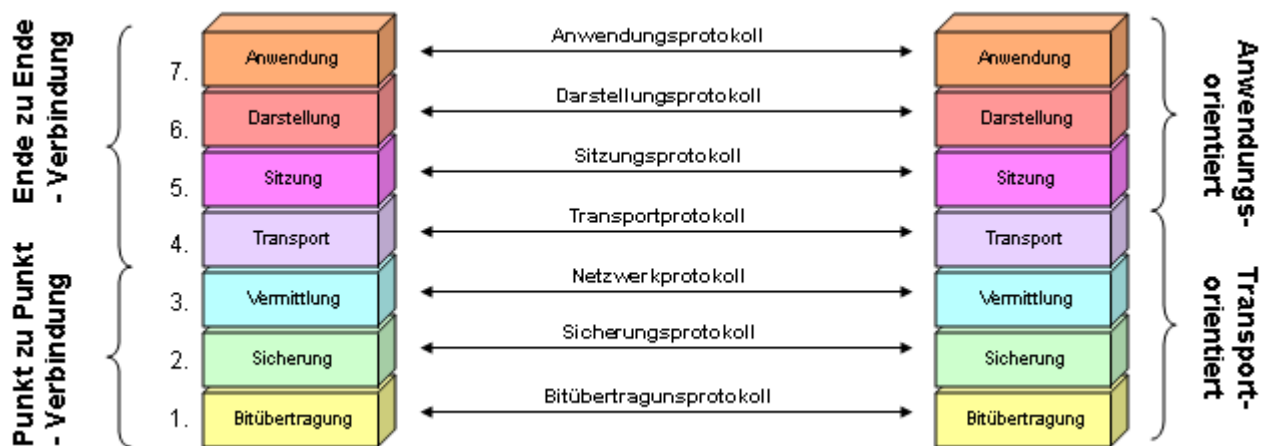 Ende zu Ende
- Verbindung
Punkt zu Punkt
- Verbindung
7.
Anwendung
Anwendungsprotokoll
Anwendung
6.
Darstellung
Darstellungsprotokoll
Darstellung
5.
Sitzung
Sitzungsprotokoll
Sitzung
4.
Transport
Transportprotokoll
Transport
3.
Vermittlung
Netzwerkprotokoll
Vermittlung
2.
Sicherung
Sicherungsprotokoll
Sicherung
1.
Bitübertragung
Bitübertragunsprotokoll
Bitübertragung
Anwendungs-
orientiert
Transport-
orientiert